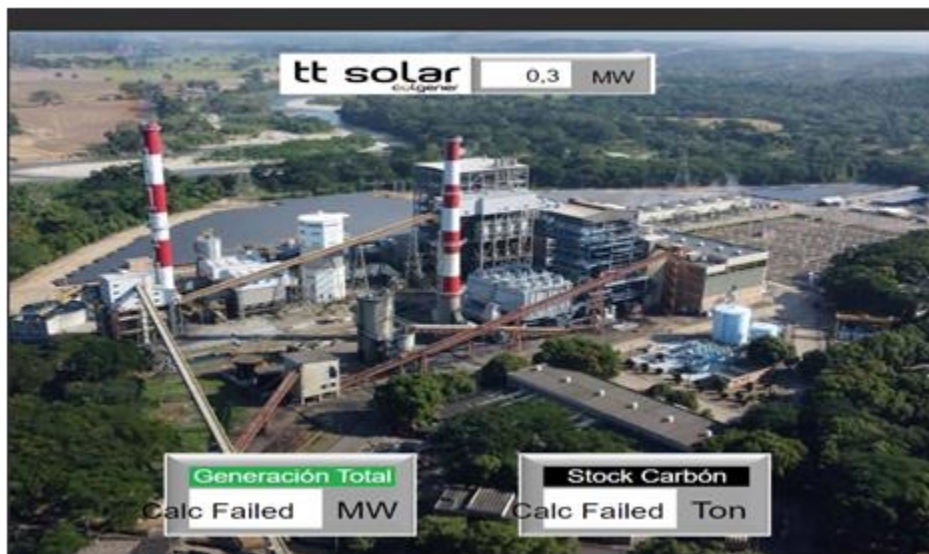 tt solar
colgener
0,3 MW
Generación Total
Calc Failed MW
Stock Carbón
Calc Failed Ton